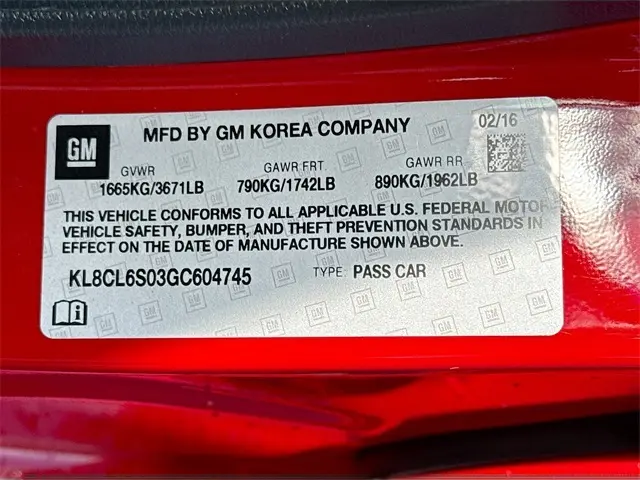 GM
MFD BY GM KOREA COMPANY
02/16
GVWR GAWR FRT. GAWR RR
1665KG/3671LB 790KG/1742LB 890KG/1962LB
THIS VEHICLE CONFORMS TO ALL APPLICABLE U.S. FEDERAL MOTOR
VEHICLE SAFETY, BUMPER, AND THEFT PREVENTION STANDARDS IN
EFFECT ON THE DATE OF MANUFACTURE SHOWN ABOVE.
KL8CL6S03GC604745 TYPE: PASS CAR